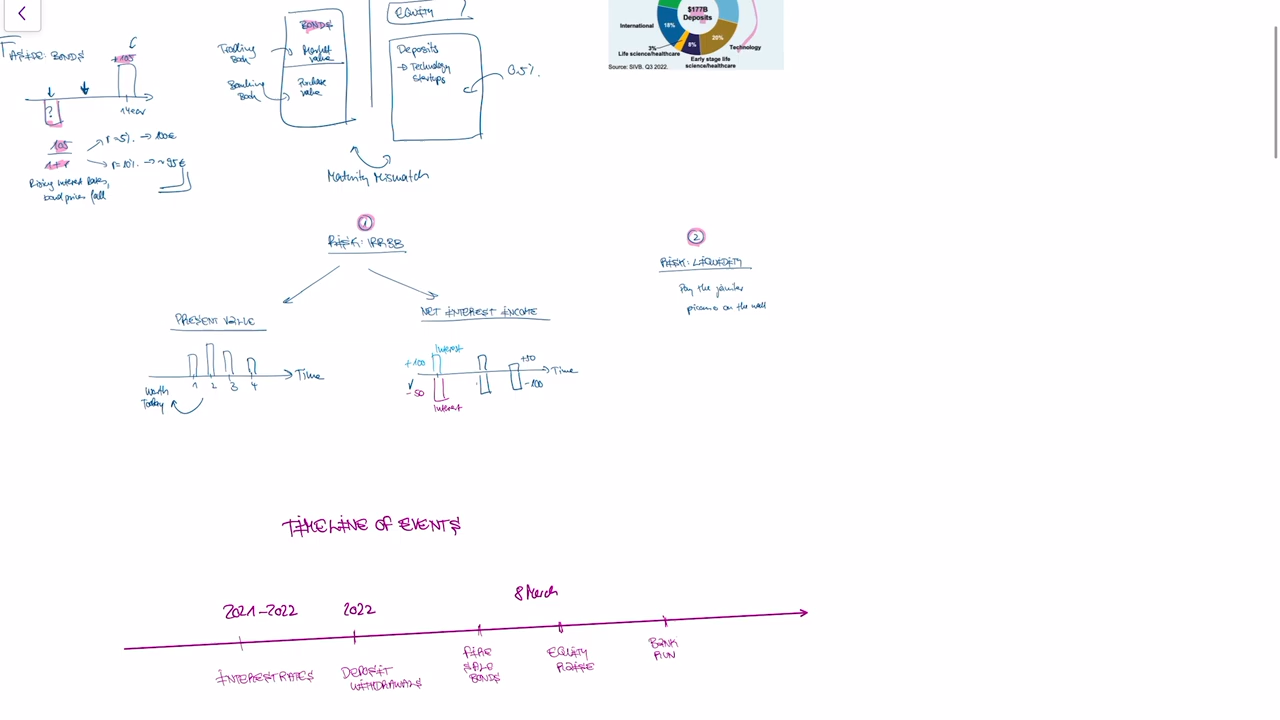 ASIDE: BONDS
C
+105
?
1 year
105
1+r
r=5% → 100€
r=10% → ~95€
Rising interest rates,
bond prices fall
BONDS
Trading
Book
Market
value
Banking
Book
Purchase
value
EQUITY ?
Deposits
→ Technology
startups
0.5%
Maturity Mismatch
$177B
Deposits
International
18%
3%
Life science/healthcare
8%
Early stage life
science/healthcare
25%
Technology
Source: SIVB. Q3 2022.
1
RISK: IRRBB
2
RISK: LIQUIDITY
Pay the
on the wall
PRESENT VALUE
Time
1 2 3 4
Worth
Today
NET INTEREST INCOME
Interest
+100
-50
Interest
+50
-100
Time
TIMELINE OF EVENTS
2021-2022
2022
8 March
INTEREST RATES
DEPOSIT
WITHDRAWALS
FIRE
SALE
BONDS
EQUITY
RAISE
BANK
RUN